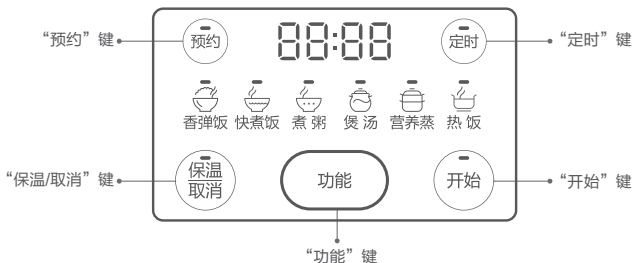 “预约”键
预约
88:88
定时
“定时”键
香弹饭 快煮饭 煮粥 煲汤 营养蒸 热饭
“保温/取消”键
保温
取消
功能
开始
“开始”键
“功能”键